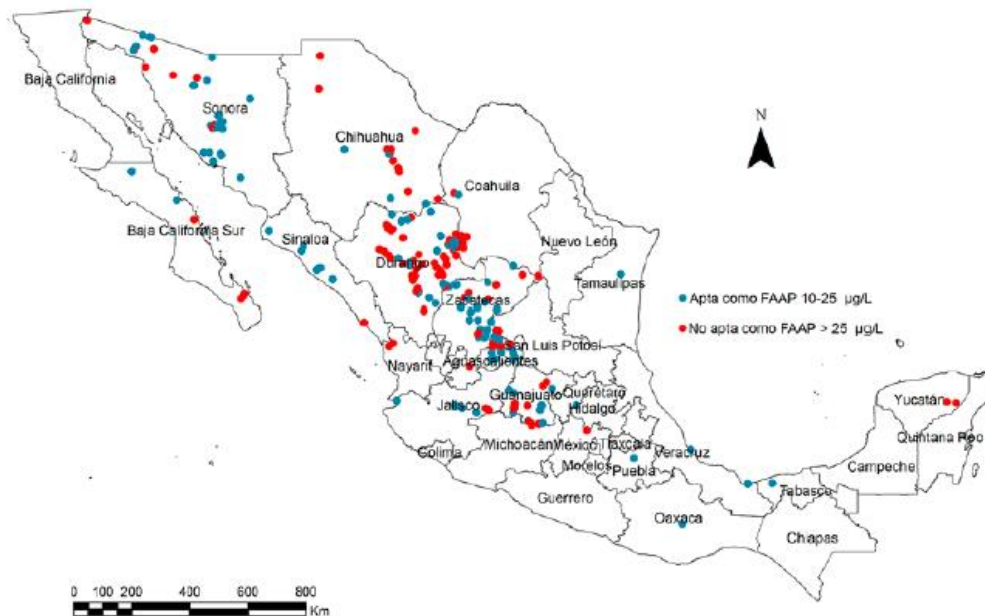 Baja California
Sonora
Chihuahua
N
Coahuila
Baja California Sur
Sinaloa
Nuevo León
Durango
Tamaulipas
Apta como FAAP 10-25 µg/L
Zacatecas
No apta como FAAP > 25 µg/L
San Luis Potosí
Nayarit
Aguascalientes
Guanajuato
Querétaro
Yucatán
Jalisco
Hidalgo
Quintana Roo
Michoacán
México
Tlaxcala
Veracruz
Colima
Campeche
Morelos
Puebla
Tabasco
Guerrero
Oaxaca
Chiapas
0 100 200 400 600 800
Km